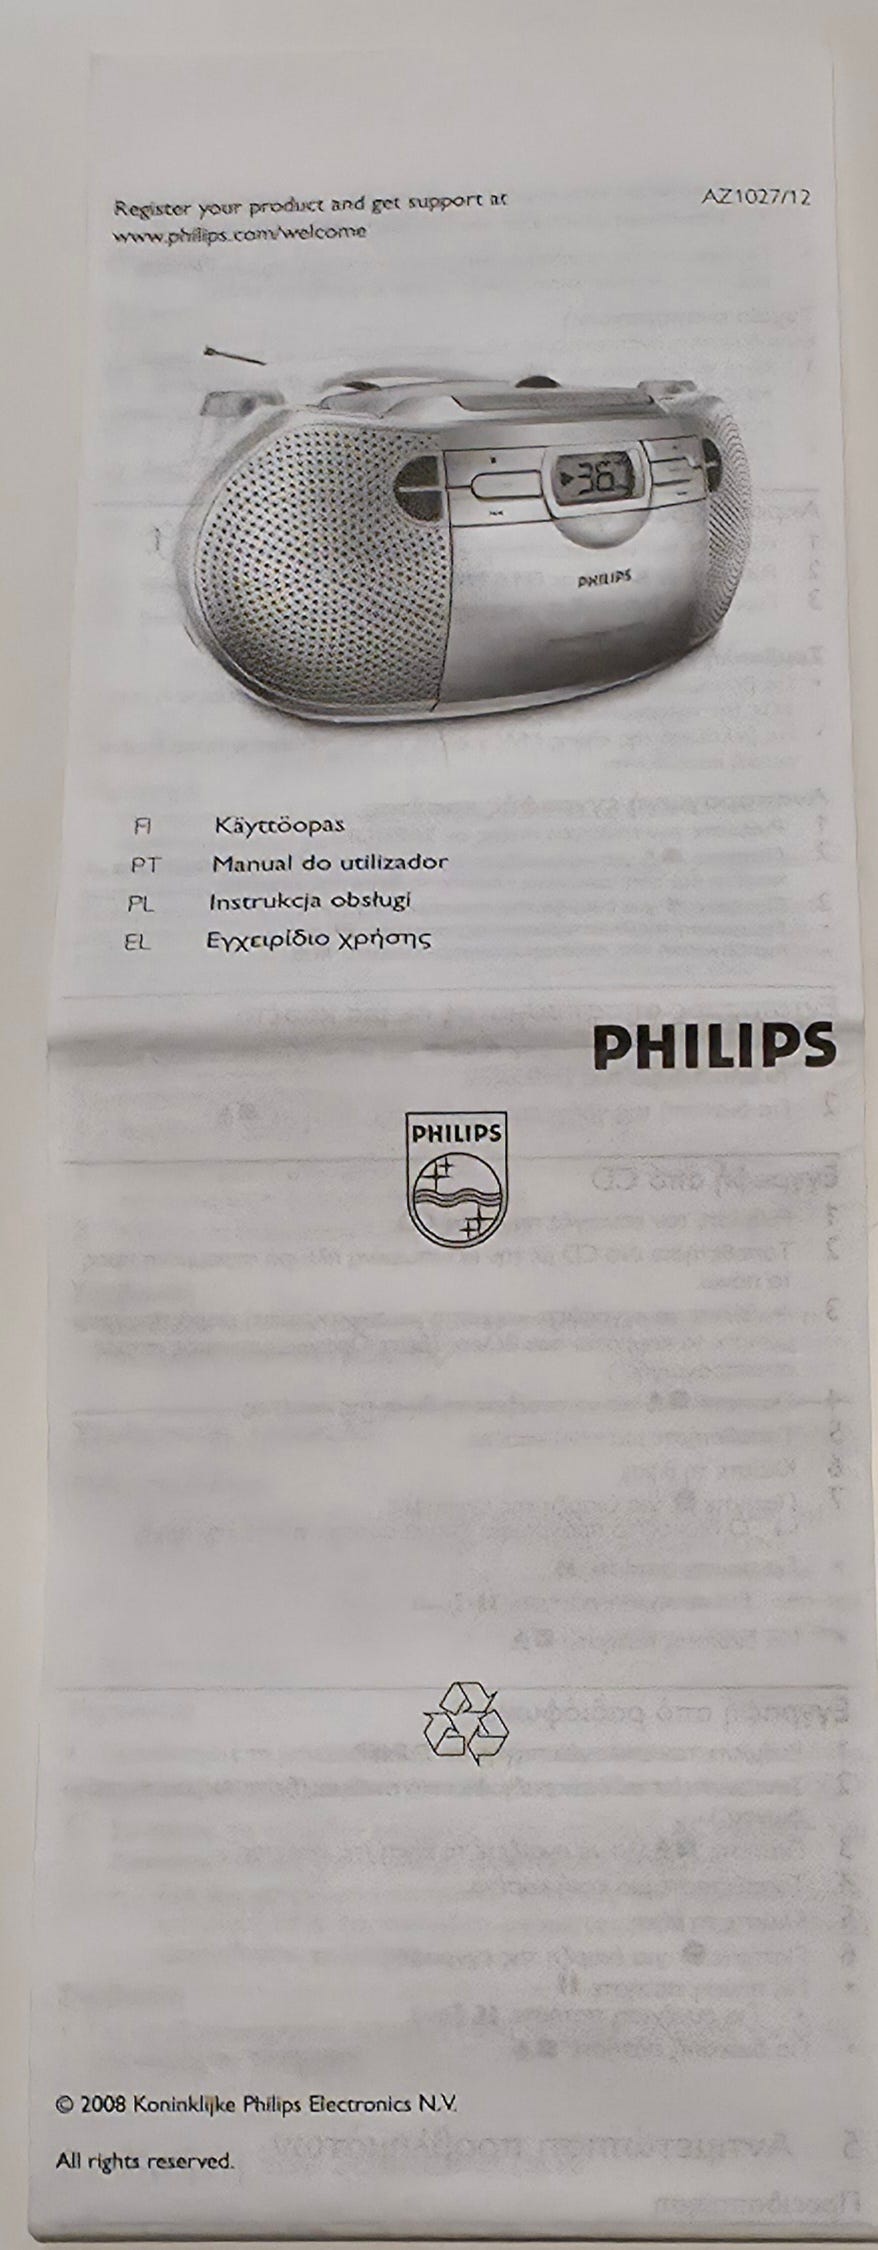 Register your product and get support at
www.philips.com/welcome
AZ1027/12
36
PHILIPS
FI Käyttöopas
PT Manual do utilizador
PL Instrukcja obsługi
EL Εγχειρίδιο χρήσης
PHILIPS
PHILIPS
© 2008 Koninklijke Philips Electronics N.V.
All rights reserved.